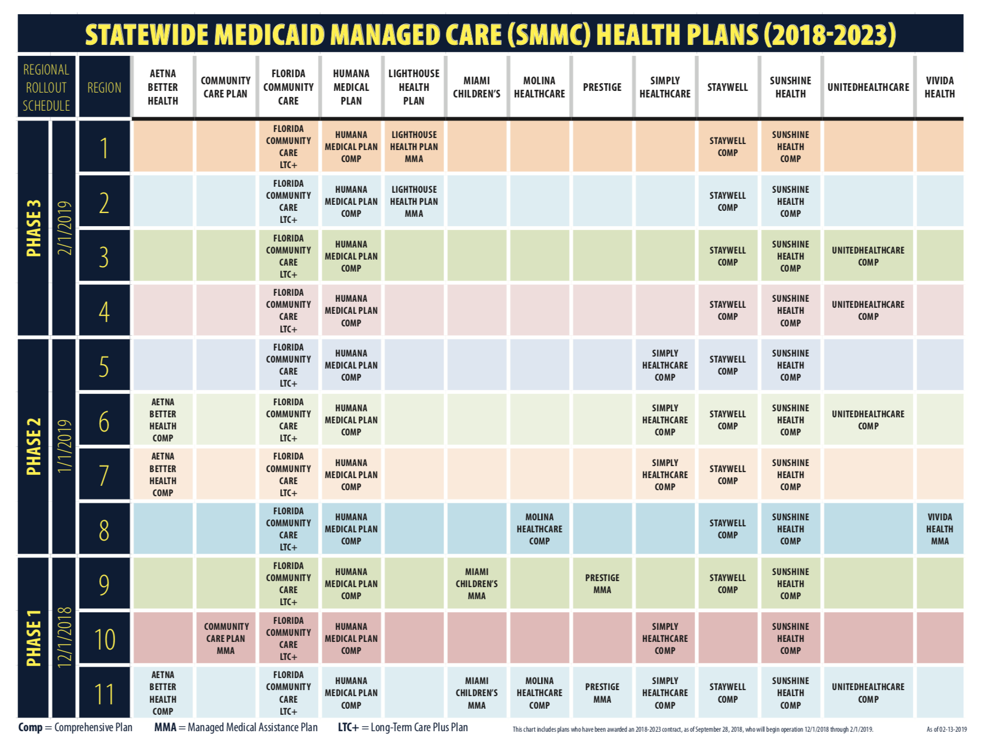 STATEWIDE MEDICAID MANAGED CARE (SMMC) HEALTH PLANS (2018-2023)
REGIONAL
ROLLOUT
SCHEDULE
REGION
AETNA
BETTER
HEALTH
COMMUNITY
CARE PLAN
FLORIDA
COMMUNITY
CARE
HUMANA
MEDICAL
PLAN
LIGHTHOUSE
HEALTH
PLAN
MIAMI
CHILDREN'S
MOLINA
HEALTHCARE
PRESTIGE
SIMPLY
HEALTHCARE
STAYWELL
SUNSHINE
HEALTH
UNITEDHEALTHCARE
VIVIDA
HEALTH
PHASE 3
2/1/2019
1
FLORIDA
COMMUNITY
CARE
LTC+
HUMANA
MEDICAL PLAN
COMP
LIGHTHOUSE
HEALTH PLAN
MMA
STAYWELL
COMP
SUNSHINE
HEALTH
COMP
2
FLORIDA
COMMUNITY
CARE
LTC+
HUMANA
MEDICAL PLAN
COMP
LIGHTHOUSE
HEALTH PLAN
MMA
STAYWELL
COMP
SUNSHINE
HEALTH
COMP
3
FLORIDA
COMMUNITY
CARE
LTC+
HUMANA
MEDICAL PLAN
COMP
STAYWELL
COMP
SUNSHINE
HEALTH
COMP
UNITEDHEALTHCARE
COMP
4
FLORIDA
COMMUNITY
CARE
LTC+
HUMANA
MEDICAL PLAN
COMP
STAYWELL
COMP
SUNSHINE
HEALTH
COMP
UNITEDHEALTHCARE
COMP
PHASE 2
1/1/2019
5
FLORIDA
COMMUNITY
CARE
LTC+
HUMANA
MEDICAL PLAN
COMP
SIMPLY
HEALTHCARE
COMP
STAYWELL
COMP
SUNSHINE
HEALTH
COMP
6
AETNA
BETTER
HEALTH
COMP
FLORIDA
COMMUNITY
CARE
LTC+
HUMANA
MEDICAL PLAN
COMP
SIMPLY
HEALTHCARE
COMP
STAYWELL
COMP
SUNSHINE
HEALTH
COMP
UNITEDHEALTHCARE
COMP
7
AETNA
BETTER
HEALTH
COMP
FLORIDA
COMMUNITY
CARE
LTC+
HUMANA
MEDICAL PLAN
COMP
SIMPLY
HEALTHCARE
COMP
STAYWELL
COMP
SUNSHINE
HEALTH
COMP
8
FLORIDA
COMMUNITY
CARE
LTC+
HUMANA
MEDICAL PLAN
COMP
MOLINA
HEALTHCARE
COMP
STAYWELL
COMP
SUNSHINE
HEALTH
COMP
VIVIDA
HEALTH
MMA
PHASE 1
12/1/2018
9
FLORIDA
COMMUNITY
CARE
LTC+
HUMANA
MEDICAL PLAN
COMP
MIAMI
CHILDREN'S
MMA
PRESTIGE
MMA
STAYWELL
COMP
SUNSHINE
HEALTH
COMP
10
COMMUNITY
CARE PLAN
MMA
FLORIDA
COMMUNITY
CARE
LTC+
HUMANA
MEDICAL PLAN
COMP
SIMPLY
HEALTHCARE
COMP
SUNSHINE
HEALTH
COMP
11
AETNA
BETTER
HEALTH
COMP
FLORIDA
COMMUNITY
CARE
LTC+
HUMANA
MEDICAL PLAN
COMP
MIAMI
CHILDREN'S
MMA
MOLINA
HEALTHCARE
COMP
PRESTIGE
MMA
SIMPLY
HEALTHCARE
COMP
STAYWELL
COMP
SUNSHINE
HEALTH
COMP
UNITEDHEALTHCARE
COMP
Comp = Comprehensive Plan MMA = Managed Medical Assistance Plan LTC+ = Long-Term Care Plus Plan
This chart includes plans who have been awarded an 2018-2023 contract, as of September 28, 2018, who will begin operation 12/1/2018 through 2/1/2019.
As of 02-13-2019